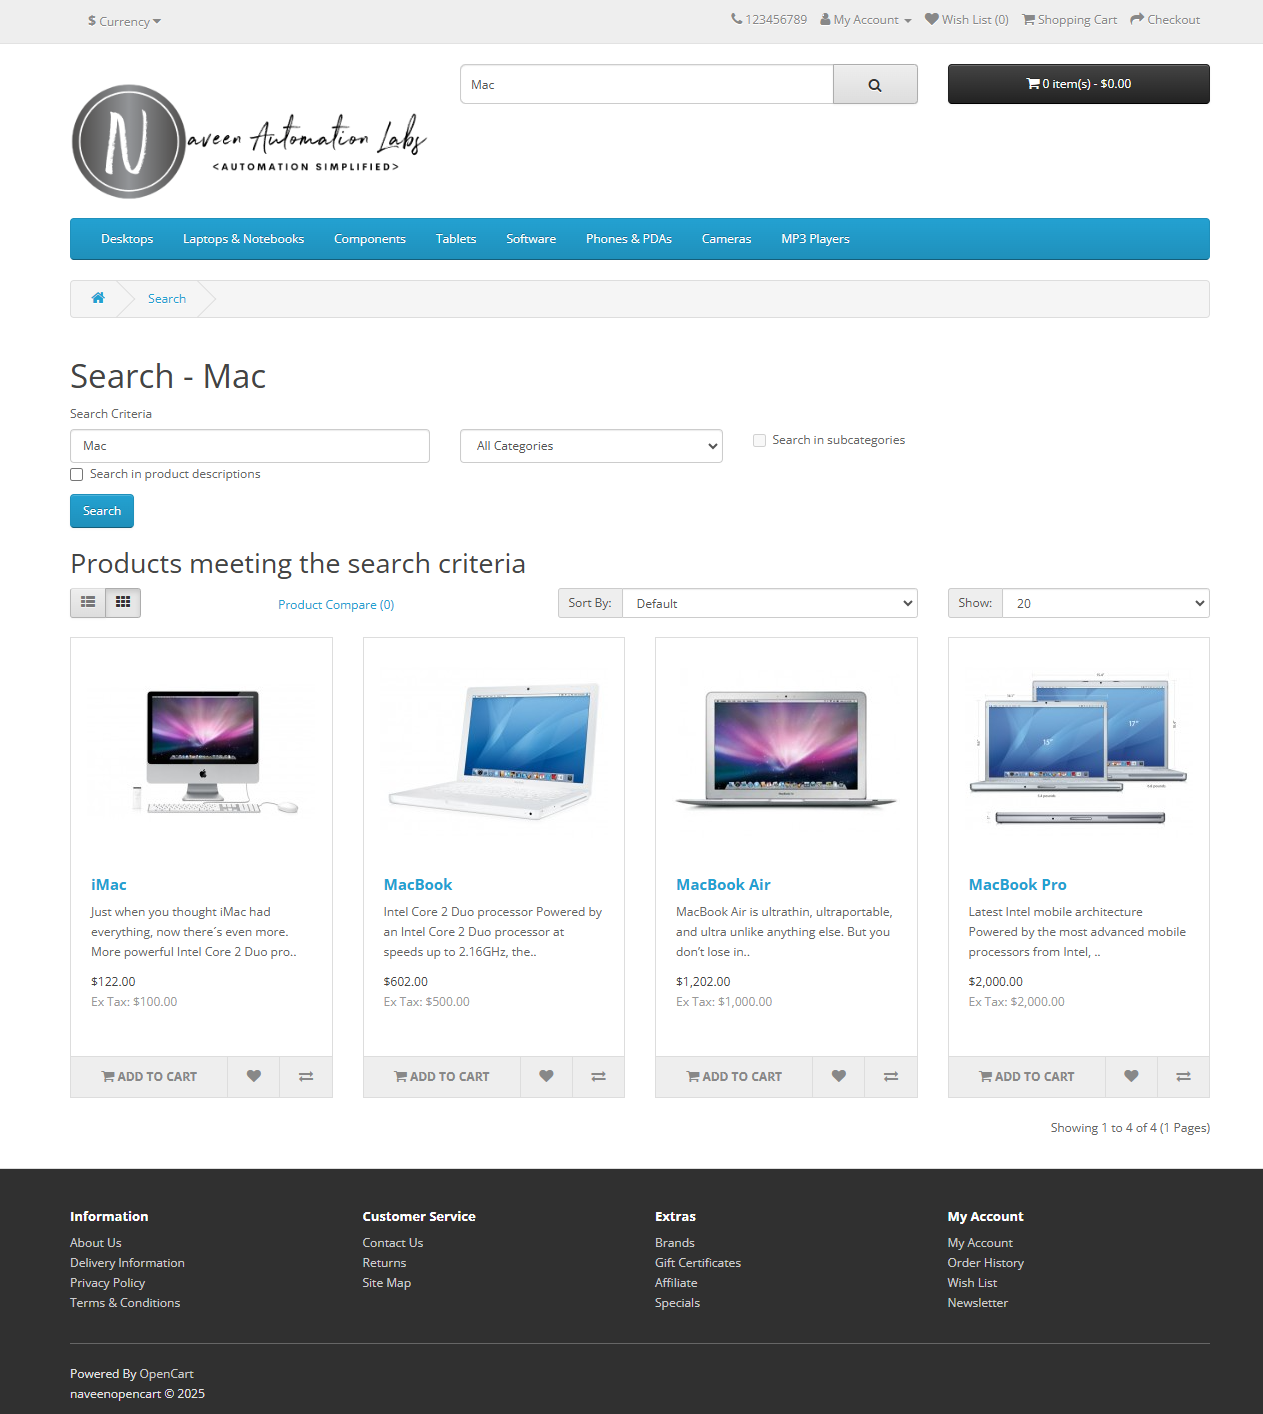 $ Currency
123456789 My Account Wish List (0) Shopping Cart Checkout
Mac
0 item(s) - $0.00
N
aveen Automation Labs
<AUTOMATION SIMPLIFIED>
Desktops Laptops & Notebooks Components Tablets Software Phones & PDAs Cameras MP3 Players
Search
Search - Mac
Search Criteria
Mac
All Categories
Search in subcategories
Search in product descriptions
Search
Products meeting the search criteria
Product Compare (0)
Sort By: Default
Show: 20
15"
17"
iMac
Just when you thought iMac had
everything, now there´s even more.
More powerful Intel Core 2 Duo pro..
$122.00
Ex Tax: $100.00
ADD TO CART
MacBook
Intel Core 2 Duo processor Powered by
an Intel Core 2 Duo processor at
speeds up to 2.16GHz, the..
$602.00
Ex Tax: $500.00
ADD TO CART
MacBook Air
MacBook Air is ultrathin, ultraportable,
and ultra unlike anything else. But you
don’t lose in..
$1,202.00
Ex Tax: $1,000.00
ADD TO CART
MacBook Pro
Latest Intel mobile architecture
Powered by the most advanced mobile
processors from Intel, ..
$2,000.00
Ex Tax: $2,000.00
ADD TO CART
Showing 1 to 4 of 4 (1 Pages)
Information
About Us
Delivery Information
Privacy Policy
Terms & Conditions
Customer Service
Contact Us
Returns
Site Map
Extras
Brands
Gift Certificates
Affiliate
Specials
My Account
My Account
Order History
Wish List
Newsletter
Powered By OpenCart
naveenopencart © 2025